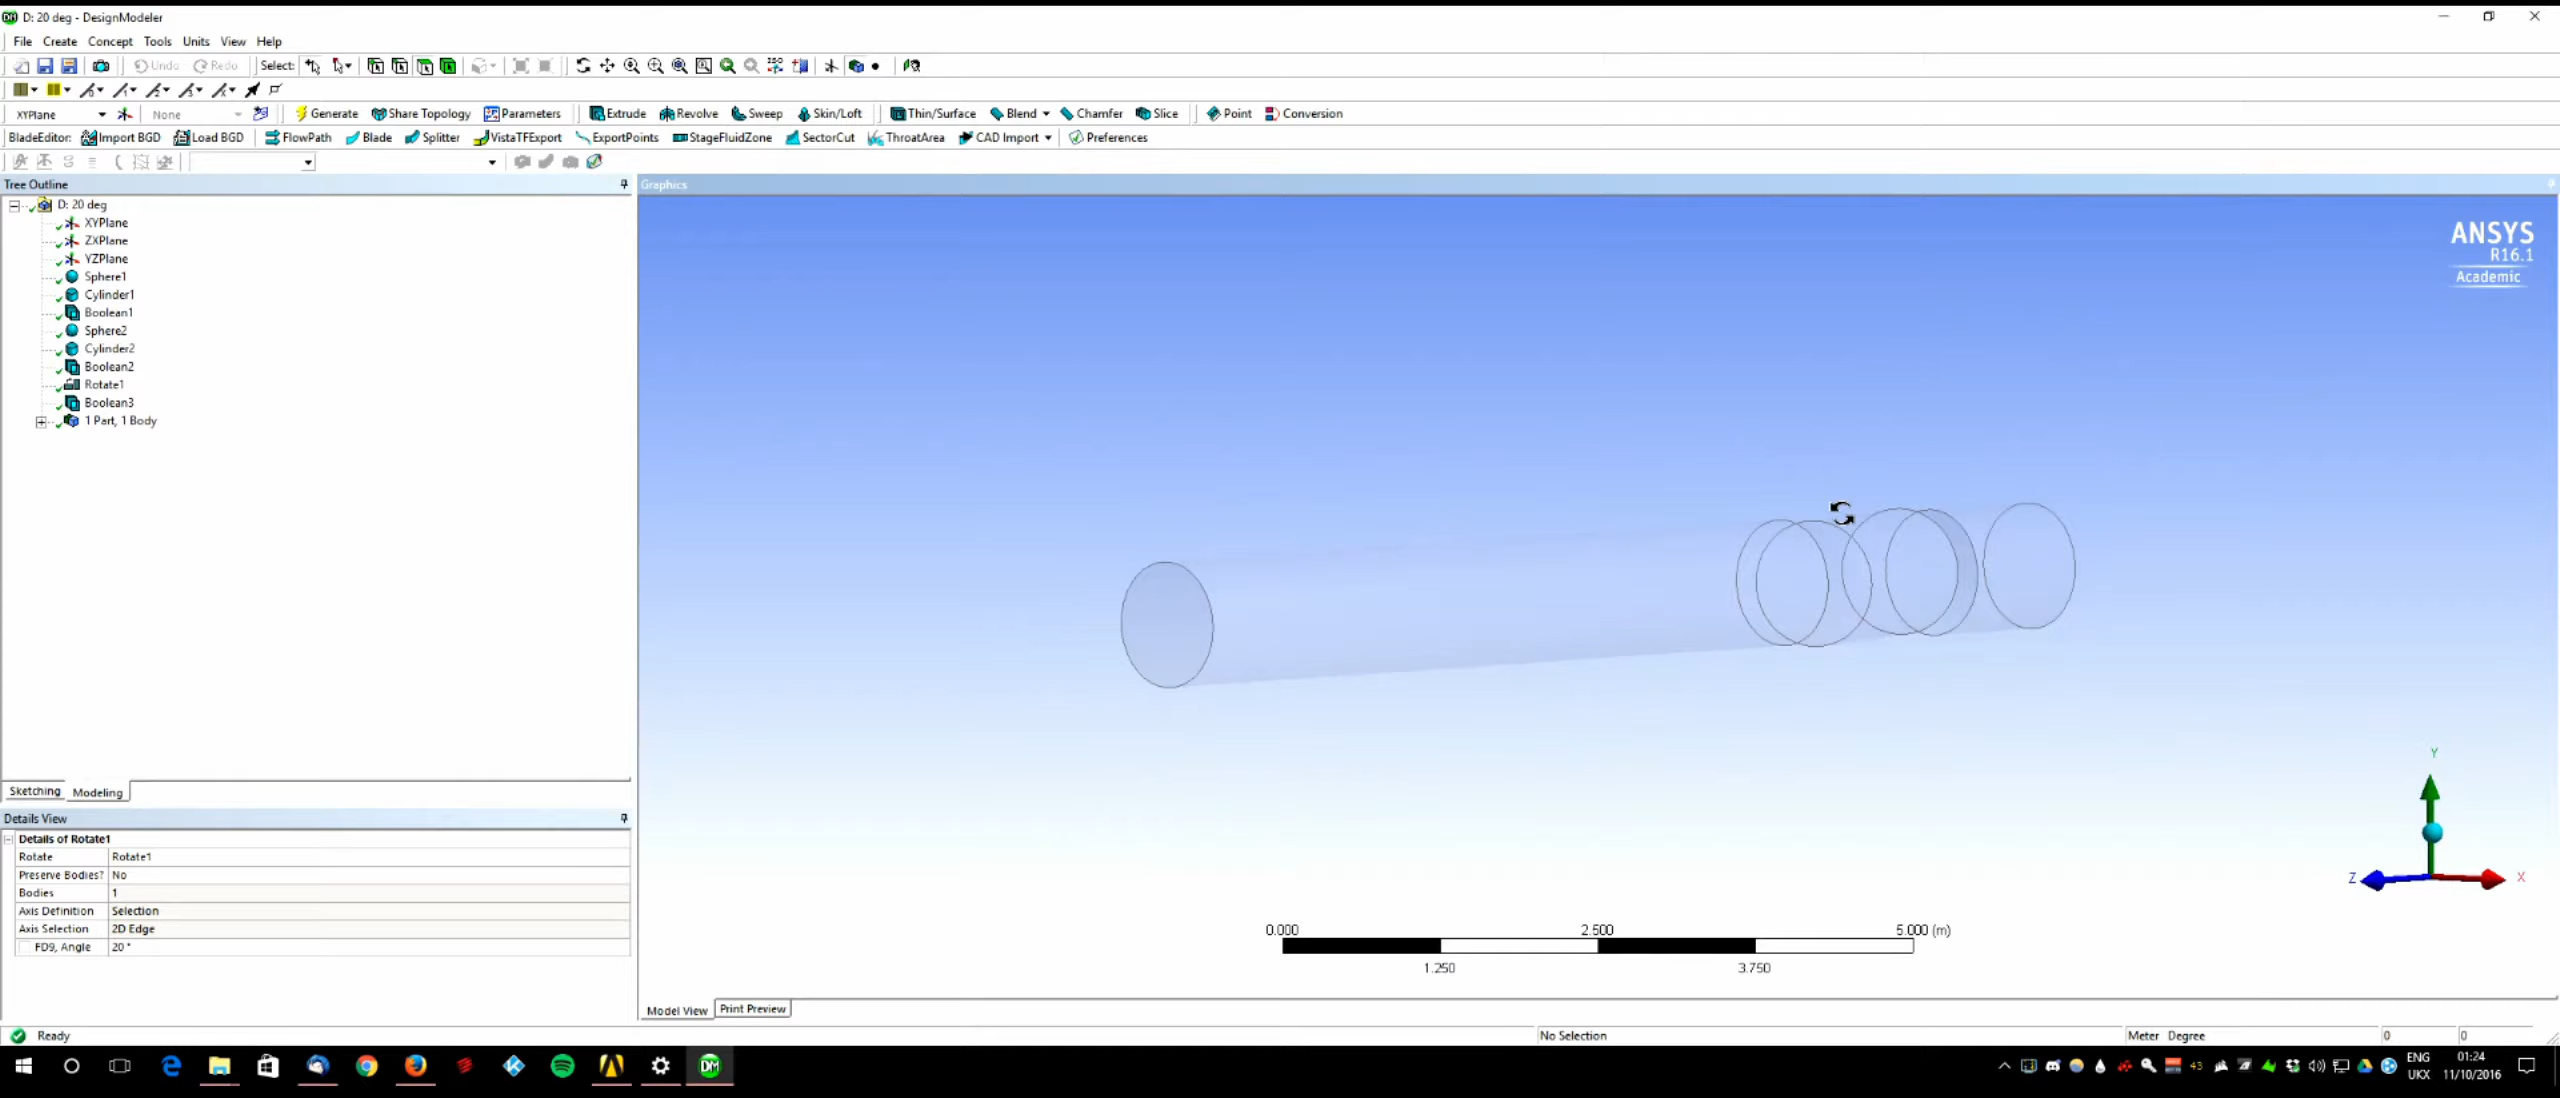 D: 20 deg - DesignModeler
File Create Concept Tools Units View Help
Undo Redo Select:
XYPlane None Generate Share Topology Parameters Extrude Revolve Sweep Skin/Loft Thin/Surface Blend Chamfer Slice Point Conversion
BladeEditor: Import BGD Load BGD FlowPath Blade Splitter VistaTFExport ExportPoints StageFluidZone SectorCut ThroatArea CAD Import Preferences
Tree Outline
D: 20 deg
XYPlane
ZXPlane
YZPlane
Sphere1
Cylinder1
Boolean1
Sphere2
Cylinder2
Boolean2
Rotate1
Boolean3
1 Part, 1 Body
Sketching Modeling
Details View
Details of Rotate1
Rotate Rotate1
Preserve Bodies? No
Bodies 1
Axis Definition Selection
Axis Selection 2D Edge
FD9, Angle 20 °
Graphics
ANSYS
R16.1
Academic
Y
Z X
0.000 2.500 5.000 (m)
1.250 3.750
Model View Print Preview
Ready No Selection Meter Degree 0 0
DM 43 ENG 01:24
UKX 11/10/2016